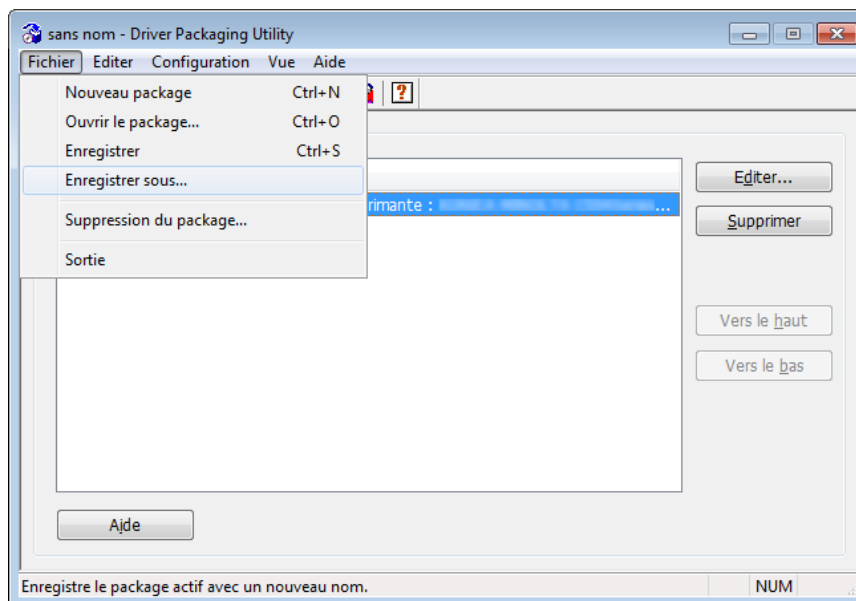 sans nom - Driver Packaging Utility
Fichier Editer Configuration Vue Aide
Nouveau package Ctrl+N
Ouvrir le package... Ctrl+O
Enregistrer Ctrl+S
Enregistrer sous...
Suppression du package...
Sortie
rimante : ...
Editer...
Supprimer
Vers le haut
Vers le bas
Aide
Enregistre le package actif avec un nouveau nom. NUM